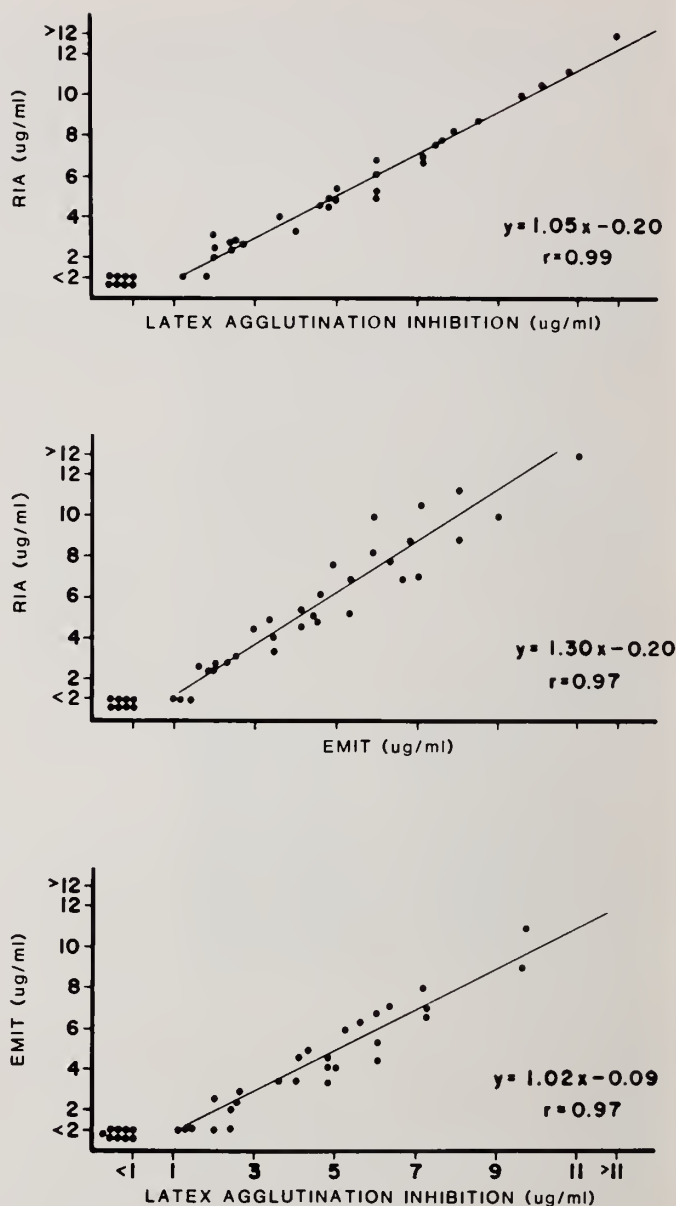 >12
12
10
8
6
4
2
<2
RIA (ug/ml)
y=1.05x-0.20
r=0.99
LATEX AGGLUTINATION INHIBITION (ug/ml)
>12
12
10
8
6
4
2
<2
RIA (ug/ml)
y=1.30x-0.20
r=0.97
EMIT (ug/ml)
>12
12
10
8
6
4
2
<2
EMIT (ug/ml)
y=1.02x-0.09
r=0.97
<1 1 3 5 7 9 11 >11
LATEX AGGLUTINATION INHIBITION (ug/ml)